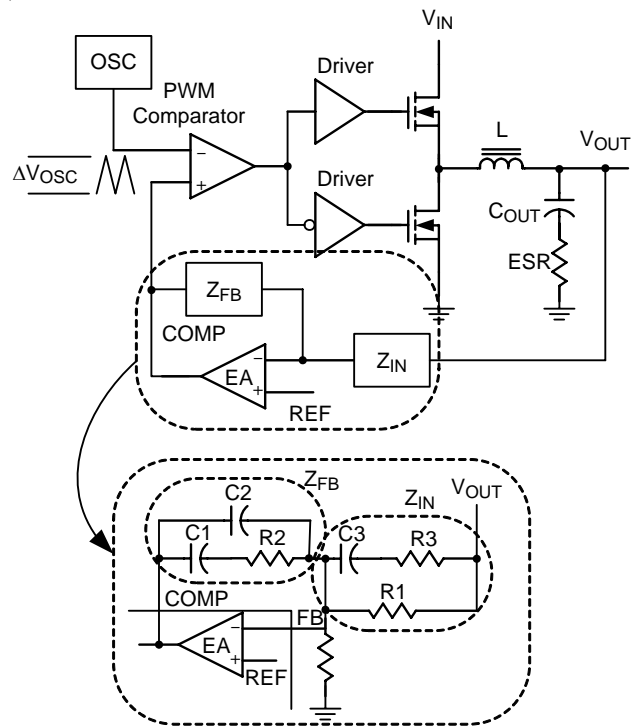 V_IN
OSC
PWM
Comparator
Driver
L
V_OUT
−
+
ΔV_OSC
Driver
C_OUT
ESR
Z_FB
COMP
−
EA
+
Z_IN
REF
Z_FB
Z_IN
V_OUT
C2
C1
R2
C3
R3
R1
COMP
FB
−
EA
+
REF